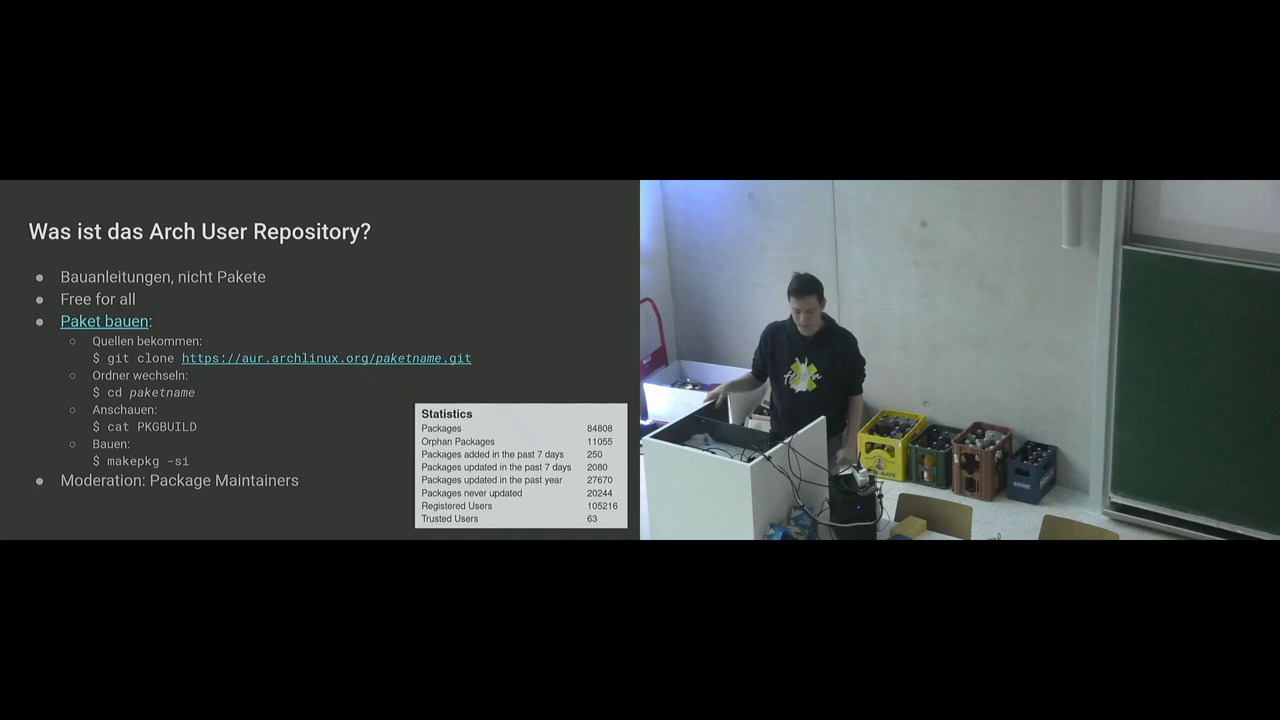 Was ist das Arch User Repository?
● Bauanleitungen, nicht Pakete
● Free for all
● Paket bauen:
○ Quellen bekommen:
$ git clone https://aur.archlinux.org/paketname.git
○ Ordner wechseln:
$ cd paketname
○ Anschauen:
$ cat PKGBUILD
○ Bauen:
$ makepkg -si
● Moderation: Package Maintainers
Statistics
Packages 84808
Orphan Packages 11055
Packages added in the past 7 days 250
Packages updated in the past 7 days 2080
Packages updated in the past year 27670
Packages never updated 20244
Registered Users 105216
Trusted Users 63